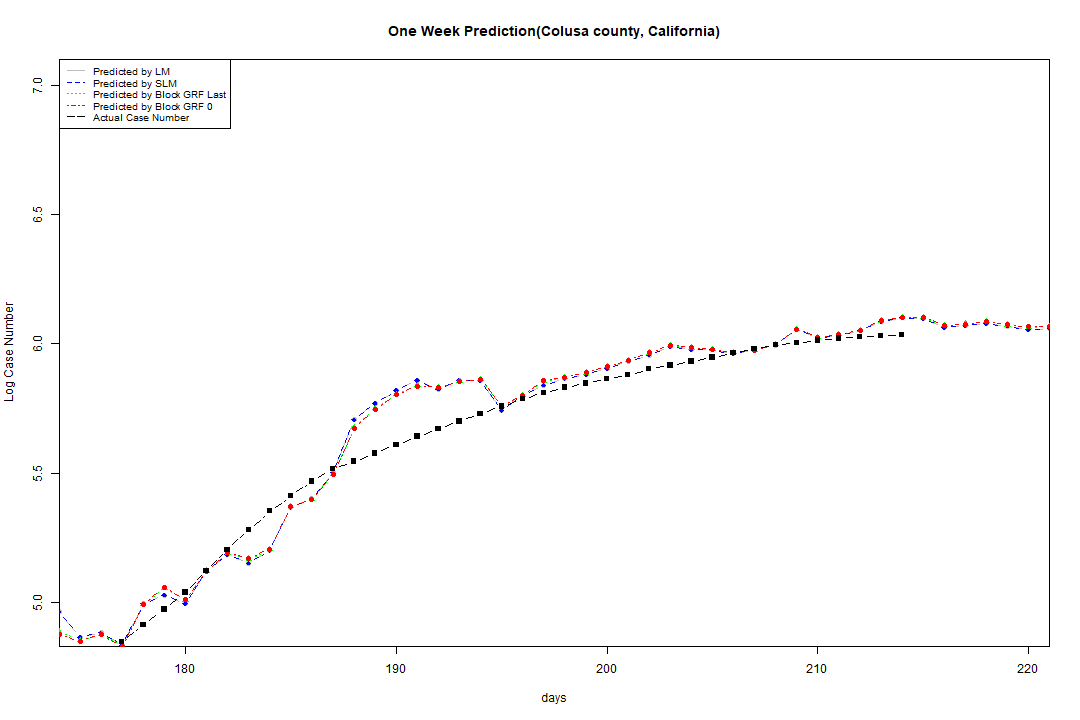 One Week Prediction(Colusa county, California)
Predicted by LM
Predicted by SLM
Predicted by Block GRF Last
Predicted by Block GRF 0
Actual Case Number
7.0
6.5
6.0
5.5
5.0
Log Case Number
180 190 200 210 220
days